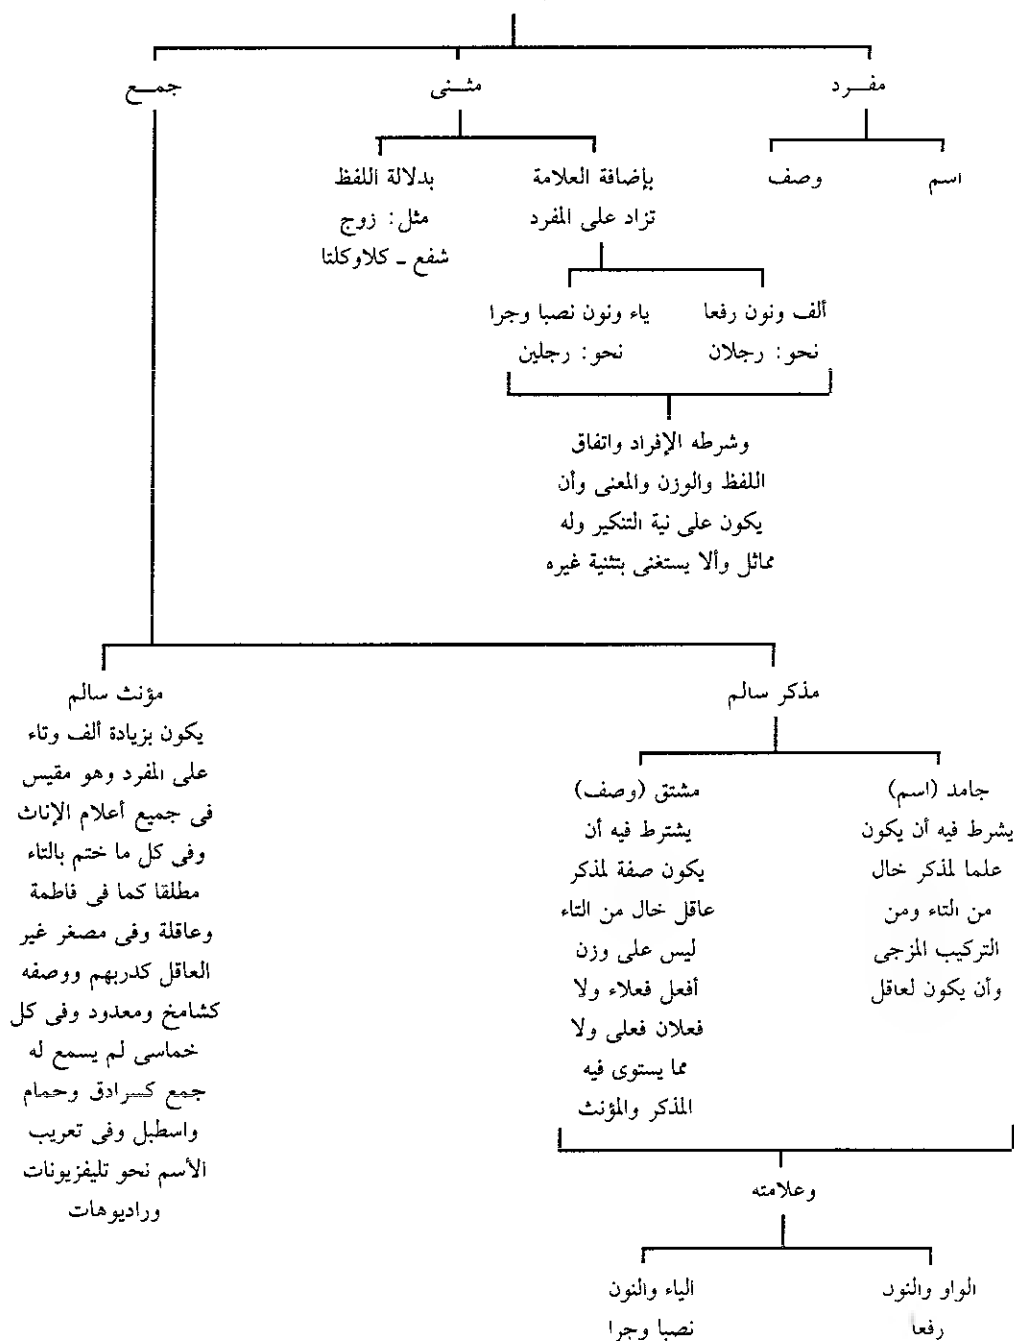 مفرد
مثنى
جمع
اسم
وصف
بإضافة العلامة
تزاد على المفرد
بدلالة اللفظ
مثل: زوج
شفع - كلاوكلتا
ألف ونون رفعا
نحو: رجلان
ياء ونون نصبا وجرا
نحو: رجلين
وشرطه الإفراد واتفاق
اللفظ والوزن والمعنى وأن
يكون على نية التنكير وله
مماثل وألا يستغنى بتثنية غيره
مذكر سالم
جامد (اسم)
يشرط فيه أن يكون
علما لمذكر خال
من التاء ومن
التركيب المزجى
وأن يكون لعاقل
مشتق (وصف)
يشترط فيه أن
يكون صفة لمذكر
عاقل خال من التاء
ليس على وزن
أفعل فعلاء ولا
فعلان فعلى ولا
مما يستوى فيه
المذكر والمؤنث
وعلامته
الواو والنون
رفعا
الياء والنون
نصبا وجرا
مؤنث سالم
يكون بزيادة ألف وتاء
على المفرد وهو مقيس
فى جميع أعلام الإناث
وفى كل ما ختم بالتاء
مطلقا كما فى فاطمة
وعاقلة وفى مصغر غير
العاقل كدربهم ووصفه
كشامخ ومعدود وفى كل
خماسى لم يسمع له
جمع كسرادق وحمام
واسطبل وفى تعريب
الأسم نحو تليفزيونات
وراديوهات